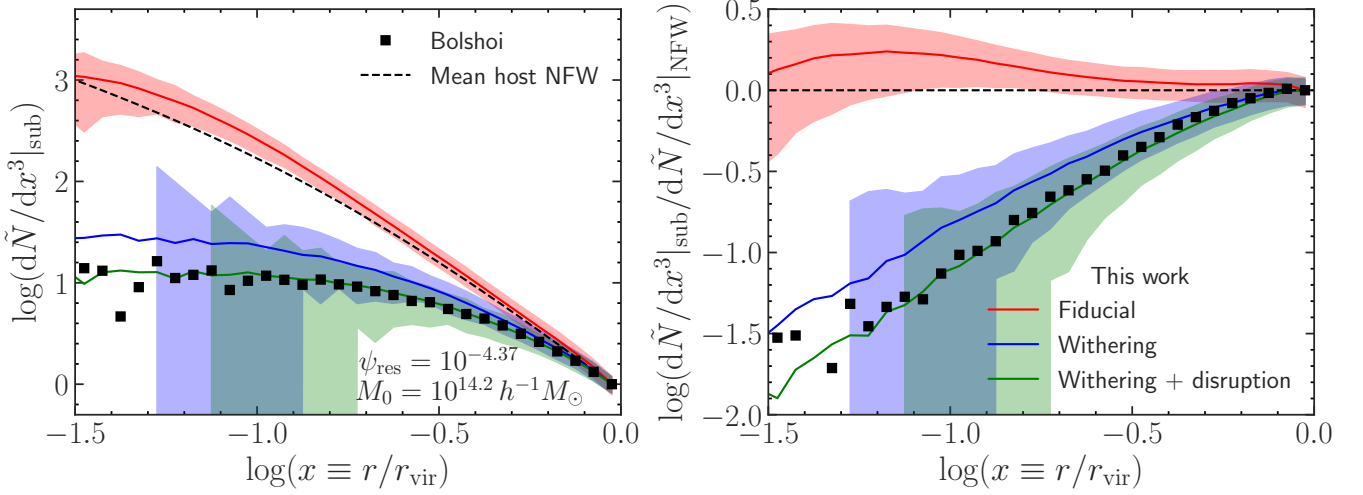 log(dÑ/dx³|sub)
3
2
1
0
Bolshoi
Mean host NFW
ψres = 10^−4.37
M0 = 10^14.2 h^−1 M⊙
−1.5 −1.0 −0.5 0.0
log(x ≡ r/rvir)
log(dÑ/dx³|sub/dÑ/dx³|NFW)
0.5
0.0
−0.5
−1.0
−1.5
−2.0
This work
Fiducial
Withering
Withering + disruption
−1.5 −1.0 −0.5 0.0
log(x ≡ r/rvir)